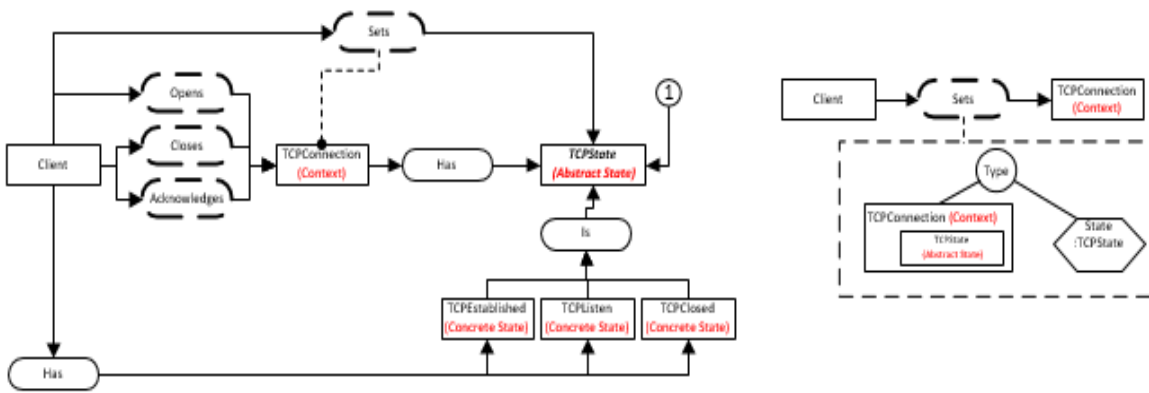 Sets
Opens
Closes
Acknowledges
Client
TCPConnection
(Context)
Has
TCPState
(Abstract State)
1
Is
TCPEstablished
(Concrete State)
TCPListen
(Concrete State)
TCPClosed
(Concrete State)
Has
Client
Sets
TCPConnection
(Context)
Type
TCPConnection (Context)
TCPState
(Abstract State)
State
:TCPState